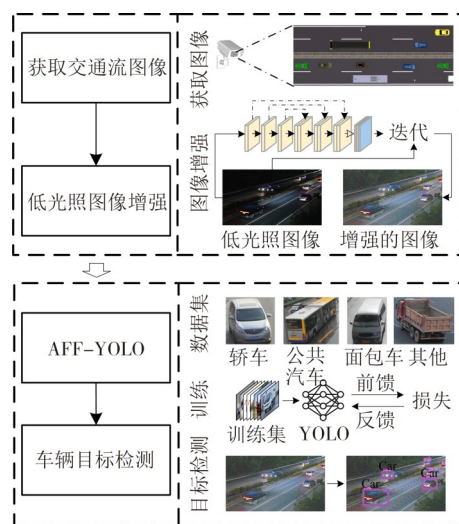 获取交通流图像
低光照图像增强
获取图像
图像增强
迭代
低光照图像
增强的图像
AFF-YOLO
车辆目标检测
数据集
轿车
公共
汽车
面包车
其他
训练
训练集
YOLO
前馈
反馈
损失
目标检测
Car
Car
Car